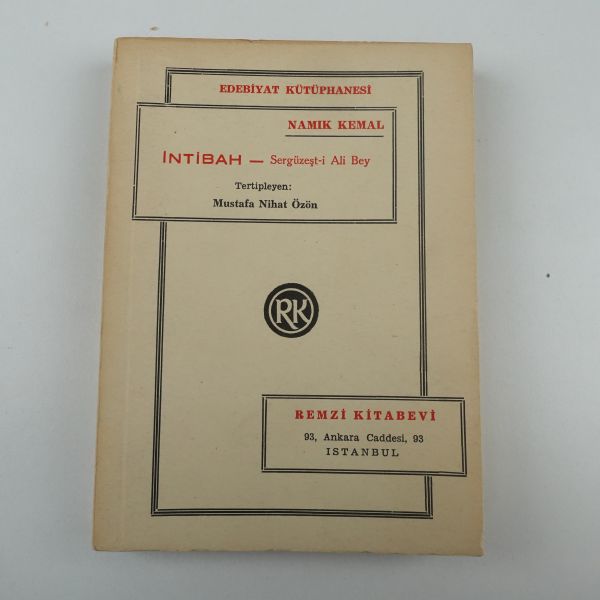 EDEBİYAT KÜTÜPHANESİ
NAMIK KEMAL
İNTİBAH — Sergüzeşt-i Ali Bey
Tertipleyen:
Mustafa Nihat Özön
RK
REMZİ KİTABEVİ
93, Ankara Caddesi, 93
ISTANBUL